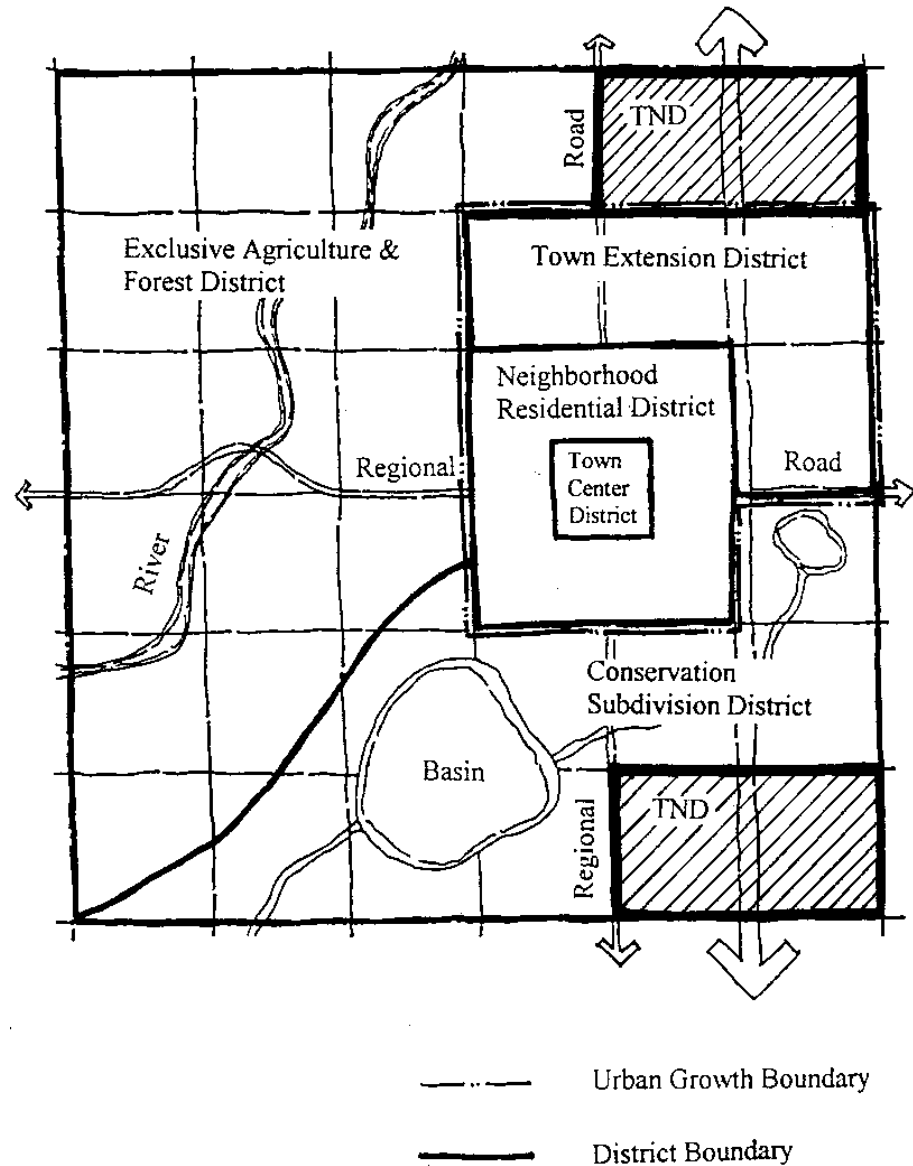 TND
Road
Exclusive Agriculture &
Forest District
Town Extension District
Neighborhood
Residential District
Regional
Town
Center
District
Road
River
Conservation
Subdivision District
Basin
Regional
TND
Urban Growth Boundary
District Boundary